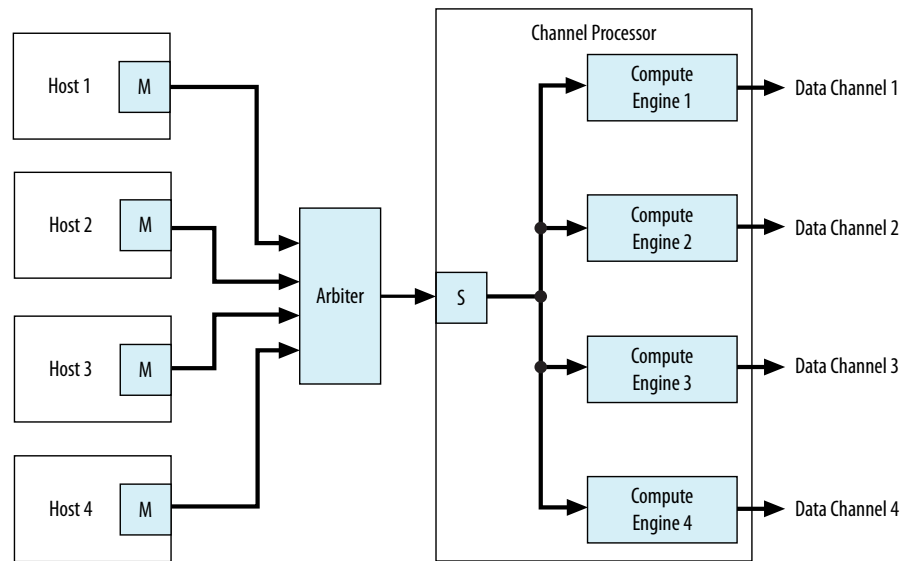 Channel Processor
Host 1
M
Compute
Engine 1
Data Channel 1
Host 2
M
Compute
Engine 2
Data Channel 2
Arbiter
S
Host 3
M
Compute
Engine 3
Data Channel 3
Host 4
M
Compute
Engine 4
Data Channel 4